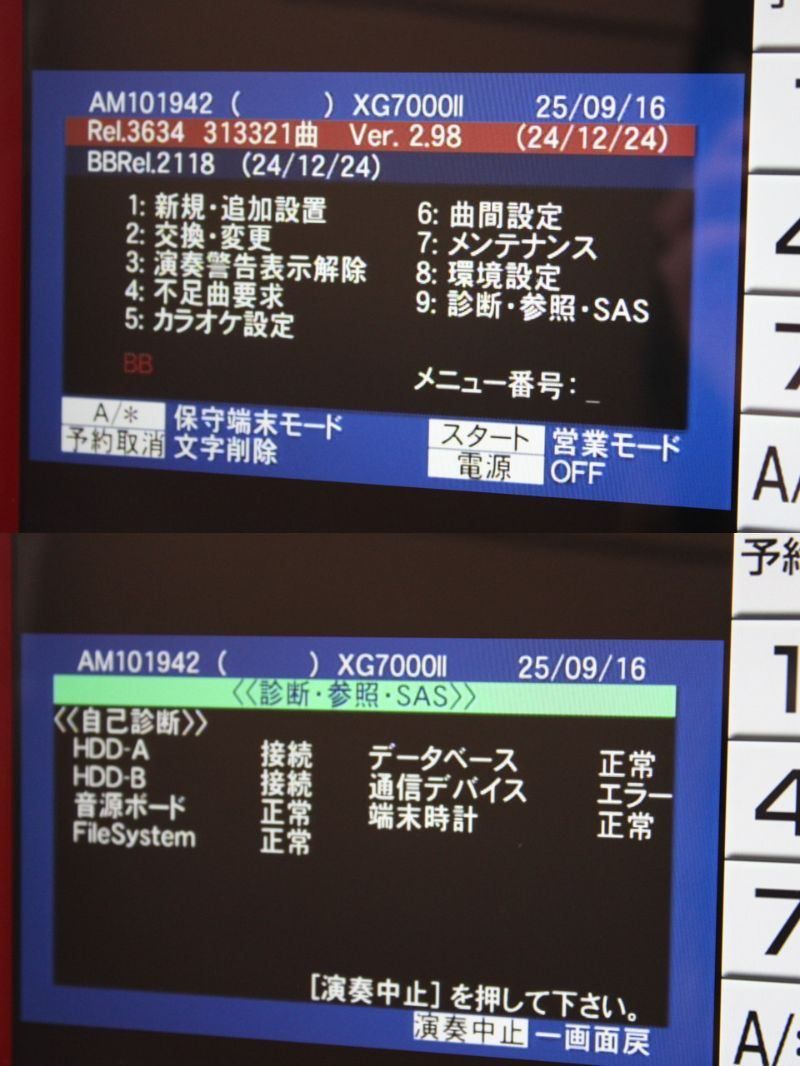 AM101942 (　　　) XG7000II　25/09/16
Rel.3634 313321曲 Ver. 2.98 (24/12/24)
BBRel.2118 (24/12/24)
1: 新規・追加設置
2: 交換・変更
3: 演奏警告表示解除
4: 不足曲要求
5: カラオケ設定
6: 曲間設定
7: メンテナンス
8: 環境設定
9: 診断・参照・SAS
BB
メニュー番号: _
A/* 保守端末モード
予約取消 文字削除
スタート 営業モード
電源 OFF
4
7
A/
AM101942 (　　　) XG7000II　25/09/16
《診断・参照・SAS》
《自己診断》
HDD-A 接続 データベース 正常
HDD-B 接続 通信デバイス エラー
音源ボード 正常 端末時計 正常
FileSystem 正常
[演奏中止] を押して下さい。
演奏中止 一画面戻
予約
1
4
7
A/*